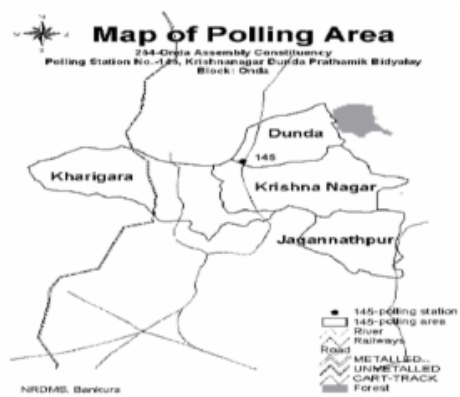 Map of Polling Area
254-Onda Assembly Constituency
Polling Station No.-145, Krishnanagar Dunda Prathamik Bidyalay
Block: Onda
Dunda
145
Kharigara
Krishna Nagar
Jagannathpur
145-polling station
145-polling area
River
Railways
Road
METALLED...
UNMETALLED
CART-TRACK
Forest
NRDMS, Bankura